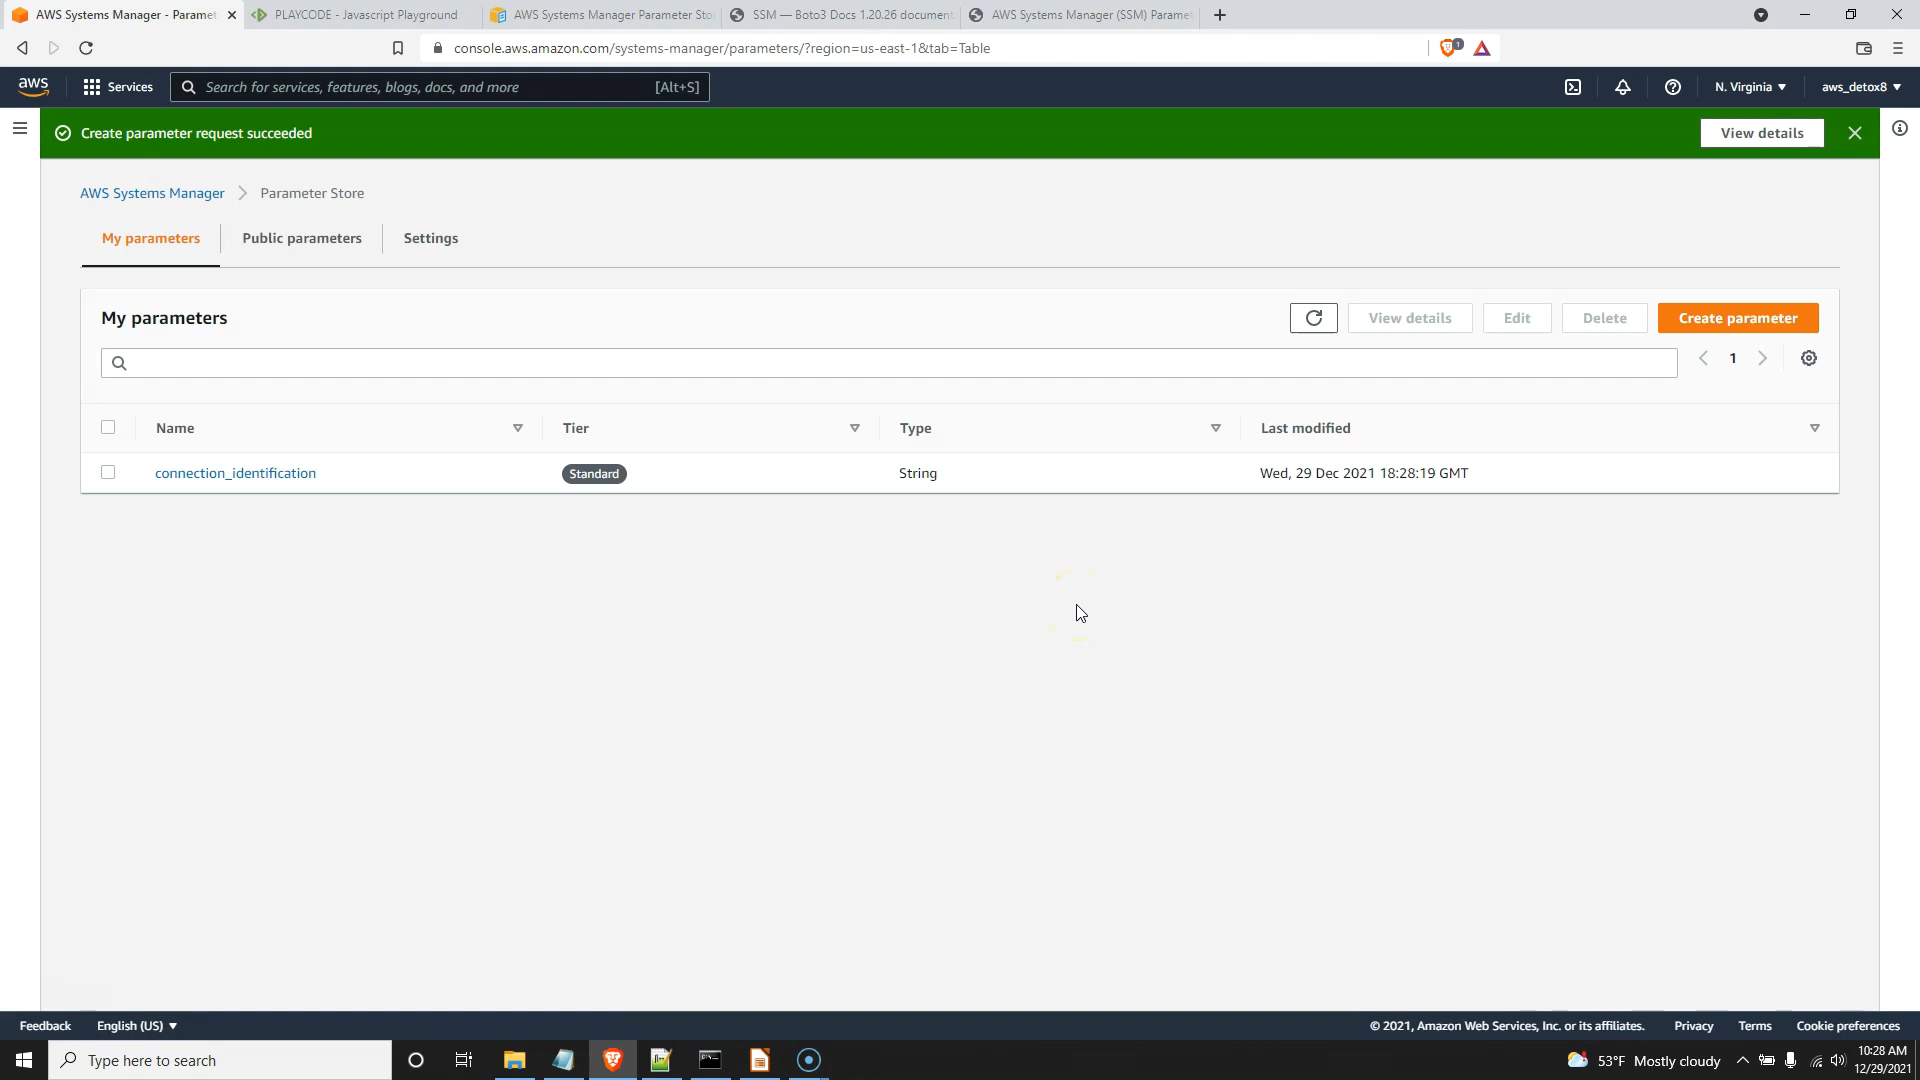 AWS Systems Manager - Paramet
PLAYCODE - Javascript Playground
AWS Systems Manager Parameter Sto
SSM — Boto3 Docs 1.20.26 document
AWS Systems Manager (SSM) Paramet
console.aws.amazon.com/systems-manager/parameters/?region=us-east-1&tab=Table
1
aws
Services
Search for services, features, blogs, docs, and more
[Alt+S]
N. Virginia
aws_detox8
Create parameter request succeeded
View details
AWS Systems Manager
Parameter Store
My parameters
Public parameters
Settings
My parameters
View details
Edit
Delete
Create parameter
1
Name
Tier
Type
Last modified
connection_identification
Standard
String
Wed, 29 Dec 2021 18:28:19 GMT
Feedback
English (US)
© 2021, Amazon Web Services, Inc. or its affiliates.
Privacy
Terms
Cookie preferences
Type here to search
53°F Mostly cloudy
10:28 AM
12/29/2021